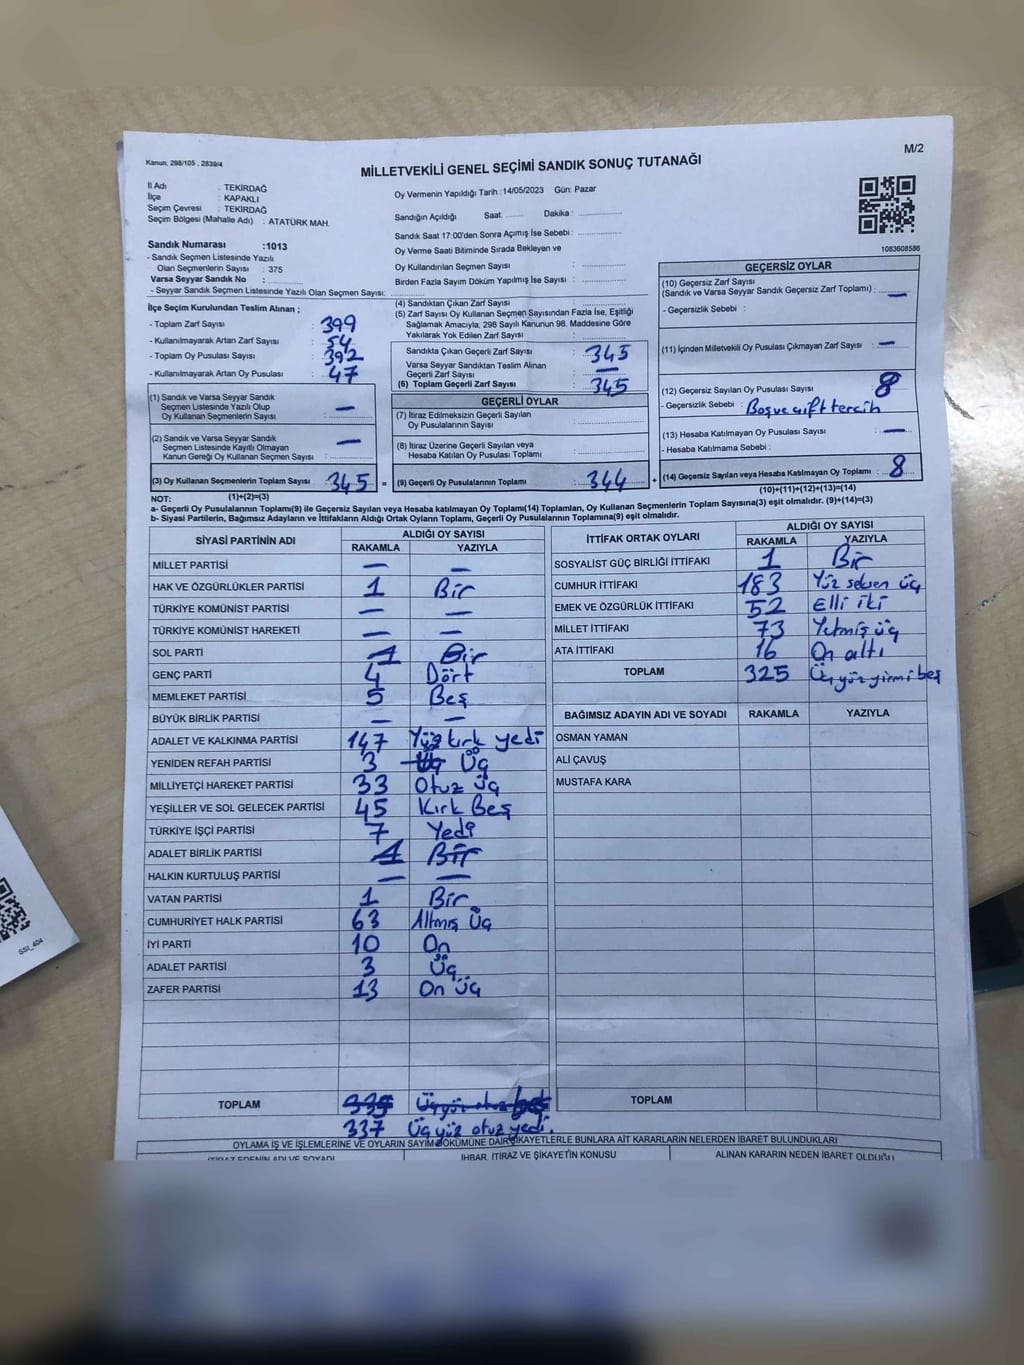 Kanun, 298/105 , 2839/4
M/2
MİLLETVEKİLİ GENEL SEÇİMİ SANDIK SONUÇ TUTANAĞI
İl Adı : TEKİRDAĞ
İlçe : KAPAKLI
Seçim Çevresi : TEKİRDAĞ
Seçim Bölgesi (Mahalle Adı) : ATATÜRK MAH.
Sandık Numarası :1013
- Sandık Seçmen Listesinde Yazılı
Olan Seçmenlerin Sayısı : 375
Varsa Seyyar Sandık No :
- Seyyar Sandık Seçmen Listesinde Yazılı Olan Seçmen Sayısı:
İlçe Seçim Kurulundan Teslim Alınan ;
- Toplam Zarf Sayısı : 399
- Kullanılmayarak Artan Zarf Sayısı : 54
- Toplam Oy Pusulası Sayısı : 392
- Kullanılmayarak Artan Oy Pusulası : 47
(1) Sandık ve Varsa Seyyar Sandık
Seçmen Listesinde Yazılı Olup
Oy Kullanan Seçmenlerin Sayısı : —
(2) Sandık ve Varsa Seyyar Sandık
Seçmen Listesinde Kayıtlı Olmayan
Kanun Gereği Oy Kullanan Seçmen Sayısı : —
(3) Oy Kullanan Seçmenlerin Toplam Sayısı : 345 =
(1)+(2)=(3)
Oy Vermenin Yapıldığı Tarih :14/05/2023 Gün: Pazar
Sandığın Açıldığı Saat: Dakika :
Sandık Saat 17:00'den Sonra Açmış İse Sebebi :
Oy Verme Saati Bitiminde Sırada Bekleyen ve
Oy Kullandırılan Seçmen Sayısı :
Birden Fazla Sayım Döküm Yapılmış İse Sayısı :
(4) Sandıktan Çıkan Zarf Sayısı :
(5) Zarf Sayısı Oy Kullanan Seçmen Sayısından Fazla İse, Eşitliği
Sağlamak Amacıyla, 298 Sayılı Kanunun 98. Maddesine Göre
Yakılarak Yok Edilen Zarf Sayısı :
Sandıkta Çıkan Geçerli Zarf Sayısı : 345
Varsa Seyyar Sandıktan Teslim Alınan
Geçerli Zarf Sayısı : —
(6) Toplam Geçerli Zarf Sayısı : 345
GEÇERLİ OYLAR
(7) İtiraz Edilmeksizin Geçerli Sayılan
Oy Pusulalarının Sayısı :
(8) İtiraz Üzerine Geçerli Sayılan veya
Hesaba Katılan Oy Pusulası Toplamı :
(9) Geçerli Oy Pusulalarının Toplamı : 344 +
1083608586
GEÇERSİZ OYLAR
(10) Geçersiz Zarf Sayısı
(Sandık ve Varsa Seyyar Sandık Geçersiz Zarf Toplamı) : —
- Geçersizlik Sebebi :
(11) İçinden Milletvekili Oy Pusulası Çıkmayan Zarf Sayısı : —
(12) Geçersiz Sayılan Oy Pusulası Sayısı : 8
- Geçersizlik Sebebi : Boş ve çift tercih
(13) Hesaba Katılmayan Oy Pusulası Sayısı : —
- Hesaba Katılmama Sebebi :
(14) Geçersiz Sayılan veya Hesaba Katılmayan Oy Toplamı : 8
(10)+(11)+(12)+(13)=(14)
NOT:
a- Geçerli Oy Pusulalarının Toplamı(9) ile Geçersiz Sayılan veya Hesaba katılmayan Oy Toplam(14) Toplamları, Oy Kullanan Seçmenlerin Toplam Sayısına(3) eşit olmalıdır. (9)+(14)=(3)
b- Siyasi Partilerin, Bağımsız Adayların ve İttifakların Aldığı Ortak Oyların Toplamı, Geçerli Oy Pusulalarının Toplamına(9) eşit olmalıdır.
SİYASİ PARTİNİN ADI ALDIĞI OY SAYISI
RAKAMLA YAZIYLA
MİLLET PARTİSİ — —
HAK VE ÖZGÜRLÜKLER PARTİSİ 1 Bir
TÜRKİYE KOMÜNİST PARTİSİ — —
TÜRKİYE KOMÜNİST HAREKETİ — —
SOL PARTİ 1 Bir
GENÇ PARTİ 4 Dört
MEMLEKET PARTİSİ 5 Beş
BÜYÜK BİRLİK PARTİSİ — —
ADALET VE KALKINMA PARTİSİ 147 Yüz kırk yedi
YENİDEN REFAH PARTİSİ 3 Üç Üç
MİLLİYETÇİ HAREKET PARTİSİ 33 Otuz üç
YEŞİLLER VE SOL GELECEK PARTİSİ 45 Kırk Beş
TÜRKİYE İŞÇİ PARTİSİ 7 Yedi
ADALET BİRLİK PARTİSİ 1 Bir
HALKIN KURTULUŞ PARTİSİ — —
VATAN PARTİSİ 1 Bir
CUMHURİYET HALK PARTİSİ 63 Altmış Üç
İYİ PARTİ 10 On
ADALET PARTİSİ 3 Üç
ZAFER PARTİSİ 13 On üç
TOPLAM 335 Üçyüz otuz beş
337 Üç yüz otuz yedi.
İTTİFAK ORTAK OYLARI ALDIĞI OY SAYISI
RAKAMLA YAZIYLA
SOSYALİST GÜÇ BİRLİĞİ İTTİFAKI 1 Bir
CUMHUR İTTİFAKI 183 Yüz seksen üç
EMEK VE ÖZGÜRLÜK İTTİFAKI 52 Elli iki
MİLLET İTTİFAKI 73 Yetmiş üç
ATA İTTİFAKI 16 On altı
TOPLAM 325 Üçyüzyirmi beş
BAĞIMSIZ ADAYIN ADI VE SOYADI RAKAMLA YAZIYLA
OSMAN YAMAN
ALİ ÇAVUŞ
MUSTAFA KARA
TOPLAM
OYLAMA İŞ VE İŞLEMLERİNE VE OYLARIN SAYIM DÖKÜMÜNE DAİR ŞİKAYETLERLE BUNLARA AİT KARARLARIN NELERDEN İBARET BULUNDUKLARI
İTİRAZ EDENİN ADI VE SOYADI İHBAR, İTİRAZ VE ŞİKAYETİN KONUSU ALINAN KARARIN NEDEN İBARET OLDUĞU
SSİ_404